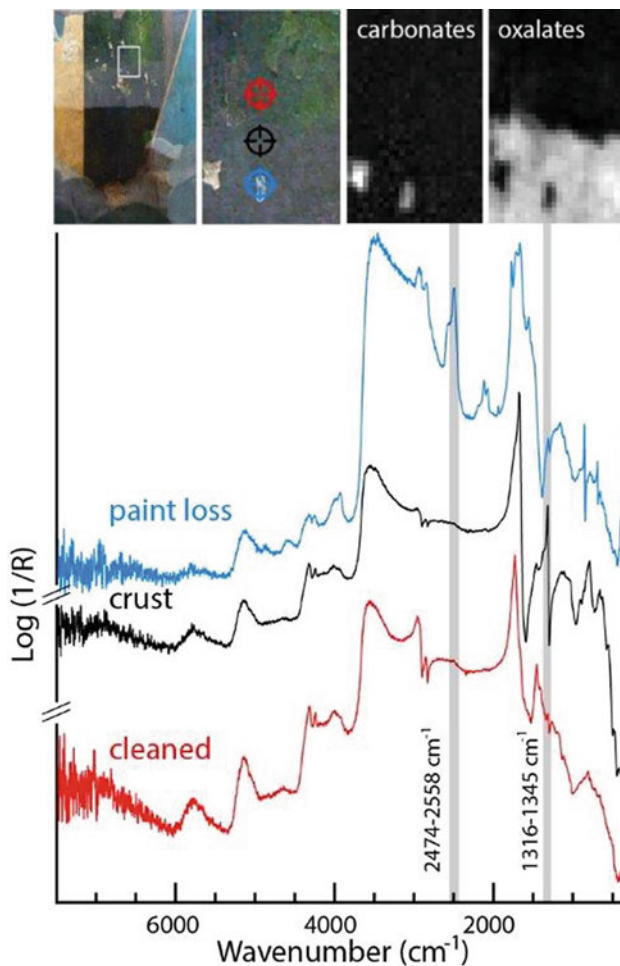 carbonates
oxalates
paint loss
crust
cleaned
Log (1/R)
2474-2558 cm⁻¹
1316-1345 cm⁻¹
6000
4000
2000
Wavenumber (cm⁻¹)